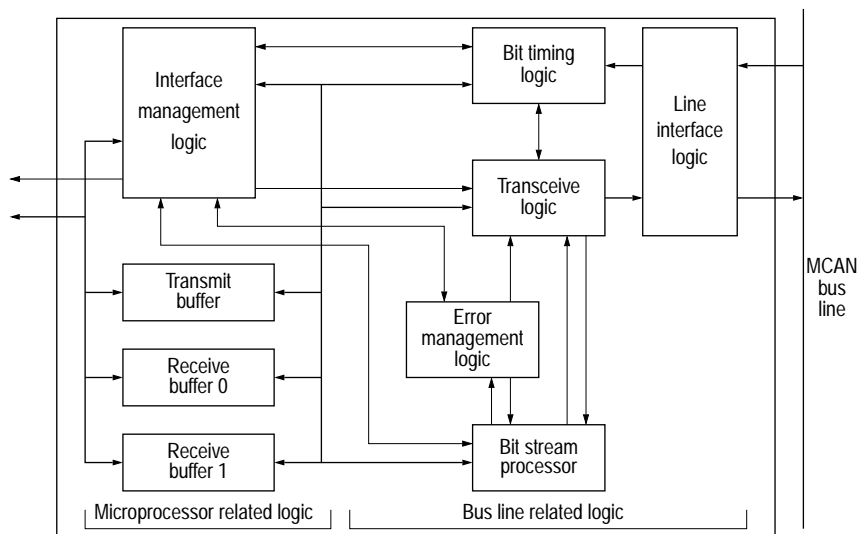 Interface
management
logic
Bit timing
logic
Line
interface
logic
Transceive
logic
MCAN
bus
line
Transmit
buffer
Error
management
logic
Receive
buffer 0
Receive
buffer 1
Bit stream
processor
Microprocessor related logic
Bus line related logic